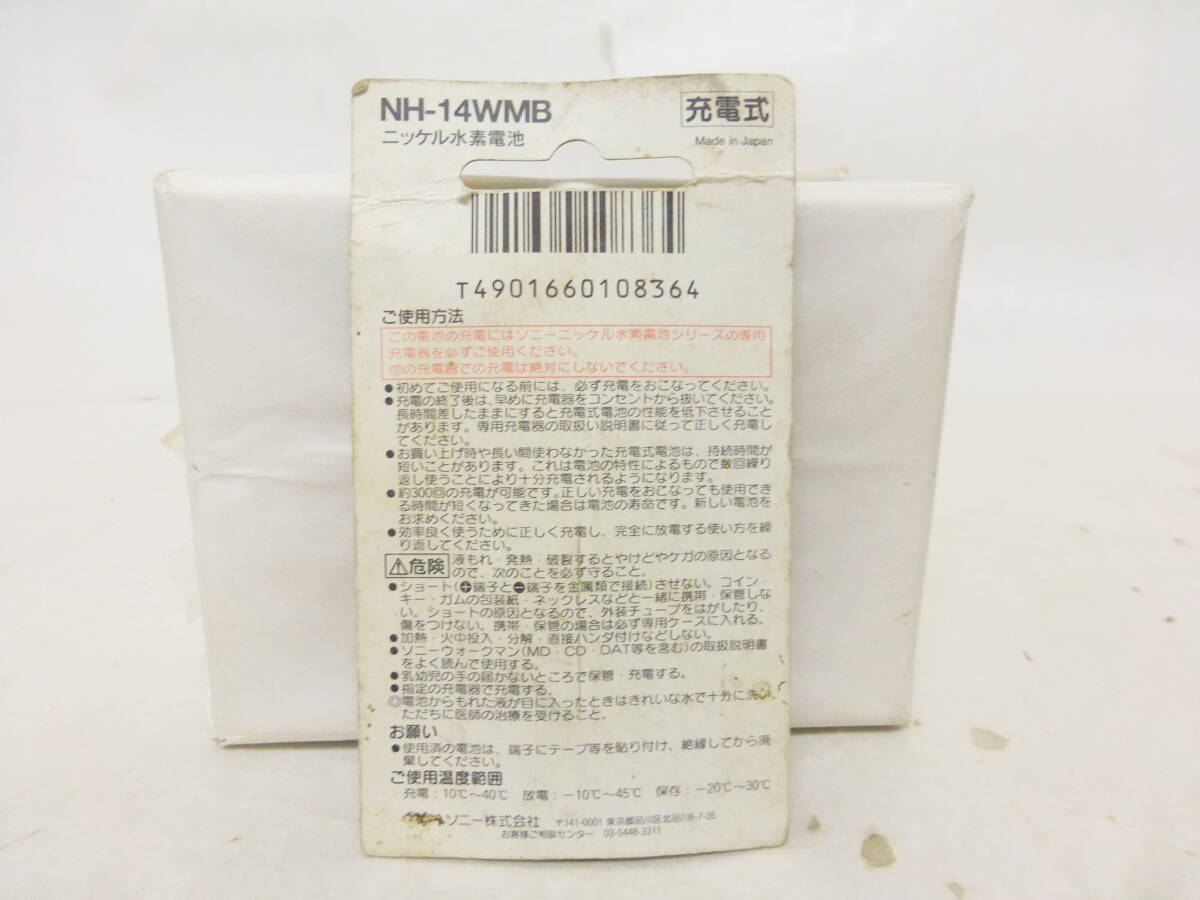 NH-14WMB
充電式
ニッケル水素電池
Made in Japan
T4901660108364
ご使用方法
この電池の充電にはソニーニッケル水素電池シリーズの専用
充電器を必ずご使用ください。
他の充電器での充電は絶対にしないでください。
●初めてご使用になる前には、必ず充電をおこなってください。
●充電の終了後は、早めに充電器をコンセントから抜いてください。
長時間差したままにすると充電式電池の性能を低下させること
があります。専用充電器の取扱い説明書に従って正しく充電し
てください。
●お買い上げ時や長い間使わなかった充電式電池は、持続時間が
短いことがあります。これは電池の特性によるもので数回繰り
返し使うことにより十分充電されるようになります。
●約300回の充電が可能です。正しい充電をおこなっても使用でき
る時間が短くなってきた場合は電池の寿命です。新しい電池を
お求めください。
●効率良く使うために正しく充電し、完全に放電する使い方を繰
り返してください。
⚠危険 液もれ・発熱・破裂するとやけどやケガの原因となる
ので、次のことを必ず守ること。
●ショート(⊕端子と⊖端子を金属類で接続)させない。コイン・
キー・ガムの包装紙・ネックレスなどと一緒に携帯・保管しな
い。ショートの原因となるので、外装チューブをはがしたり、
傷をつけない。携帯・保管の場合は必ず専用ケースに入れる。
●加熱・火中投入・分解・直接ハンダ付けなどしない。
●ソニーウォークマン(MD・CD・DAT等を含む)の取扱説明書
をよく読んで使用する。
●乳幼児の手の届かないところで保管・充電する。
●指定の充電器で充電する。
◎電池からもれた液が目に入ったときはきれいな水で十分に洗い
ただちに医師の治療を受けること。
お願い
●使用済の電池は、端子にテープ等を貼り付け、絶縁してから廃
棄してください。
ご使用温度範囲
充電：10℃〜40℃ 放電：−10℃〜45℃ 保存：−20℃〜30℃
ソニー株式会社 〒141-0001 東京都品川区北品川6-7-35
お客様ご相談センター 03-5448-3311